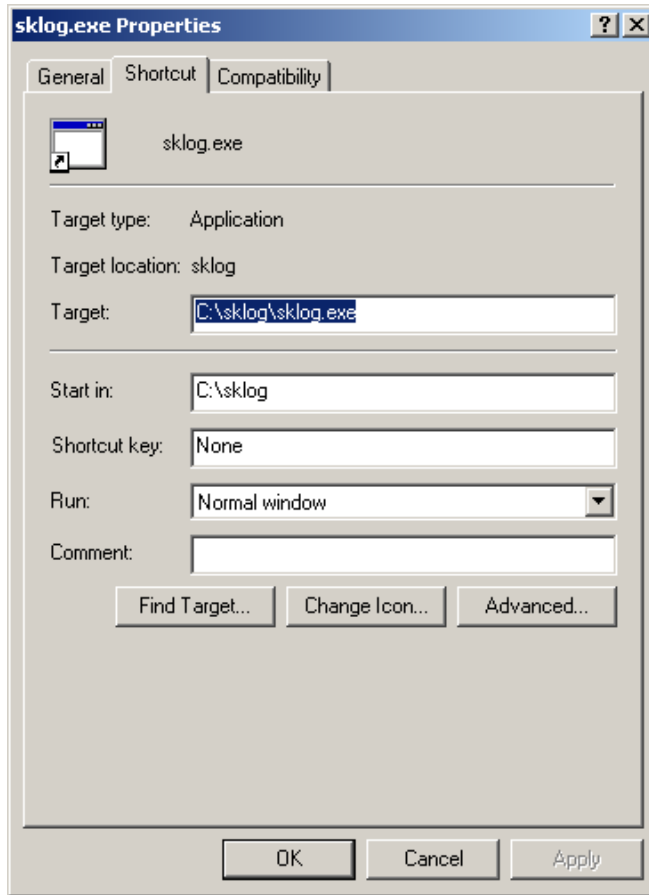 sklog.exe Properties
General Shortcut Compatibility
sklog.exe
Target type: Application
Target location: sklog
Target: C:\sklog\sklog.exe
Start in: C:\sklog
Shortcut key: None
Run: Normal window
Comment:
Find Target... Change Icon... Advanced...
OK Cancel Apply